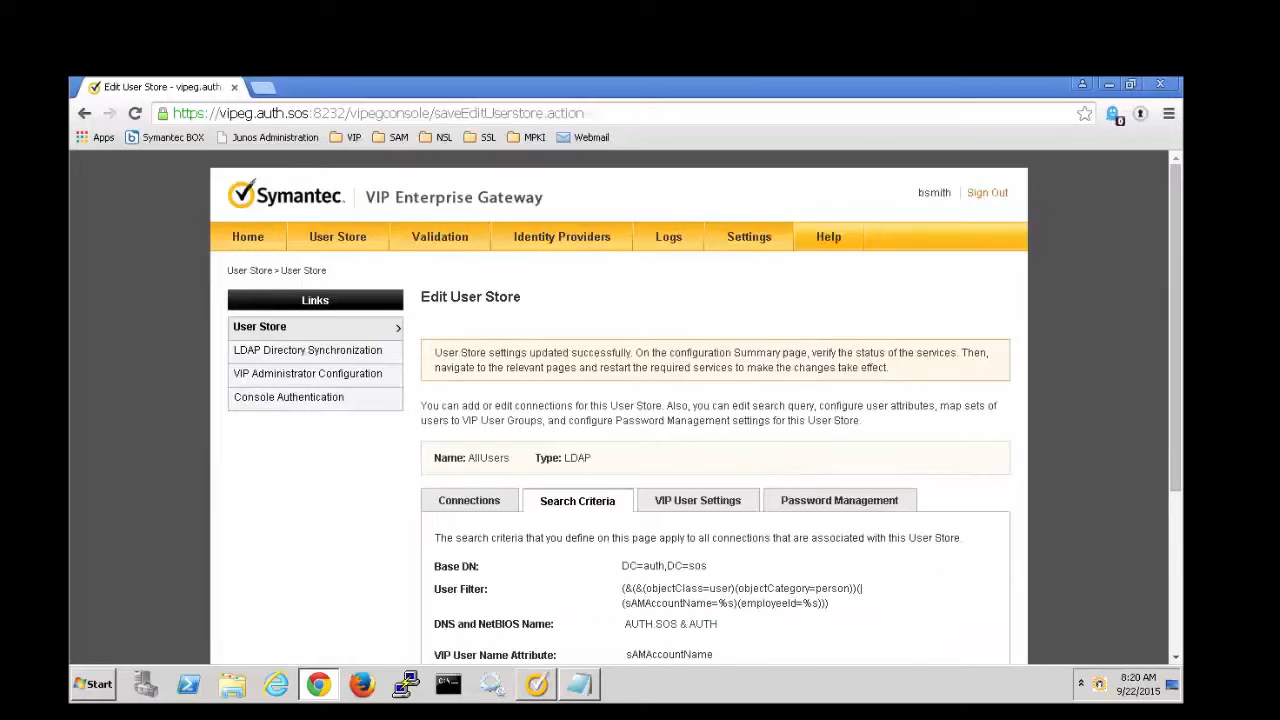 Edit User Store - vipeg.auth.
https://vipeg.auth.sos:8232/vipegconsole/saveEditUserstore.action
0
Apps Symantec BOX Junos Administration VIP SAM NSL SSL MPKI Webmail
Symantec. VIP Enterprise Gateway
bsmith Sign Out
Home User Store Validation Identity Providers Logs Settings Help
User Store > User Store
Links
User Store
LDAP Directory Synchronization
VIP Administrator Configuration
Console Authentication
Edit User Store
User Store settings updated successfully. On the configuration Summary page, verify the status of the services. Then,
navigate to the relevant pages and restart the required services to make the changes take effect.
You can add or edit connections for this User Store. Also, you can edit search query, configure user attributes, map sets of
users to VIP User Groups, and configure Password Management settings for this User Store.
Name: AllUsers Type: LDAP
Connections Search Criteria VIP User Settings Password Management
The search criteria that you define on this page apply to all connections that are associated with this User Store.
Base DN: DC=auth,DC=sos
User Filter: (&(&(objectClass=user)(objectCategory=person))(|
(sAMAccountName=%s)(employeeId=%s)))
DNS and NetBIOS Name: AUTH.SOS & AUTH
VIP User Name Attribute: sAMAccountName
Start
8:20 AM
9/22/2015